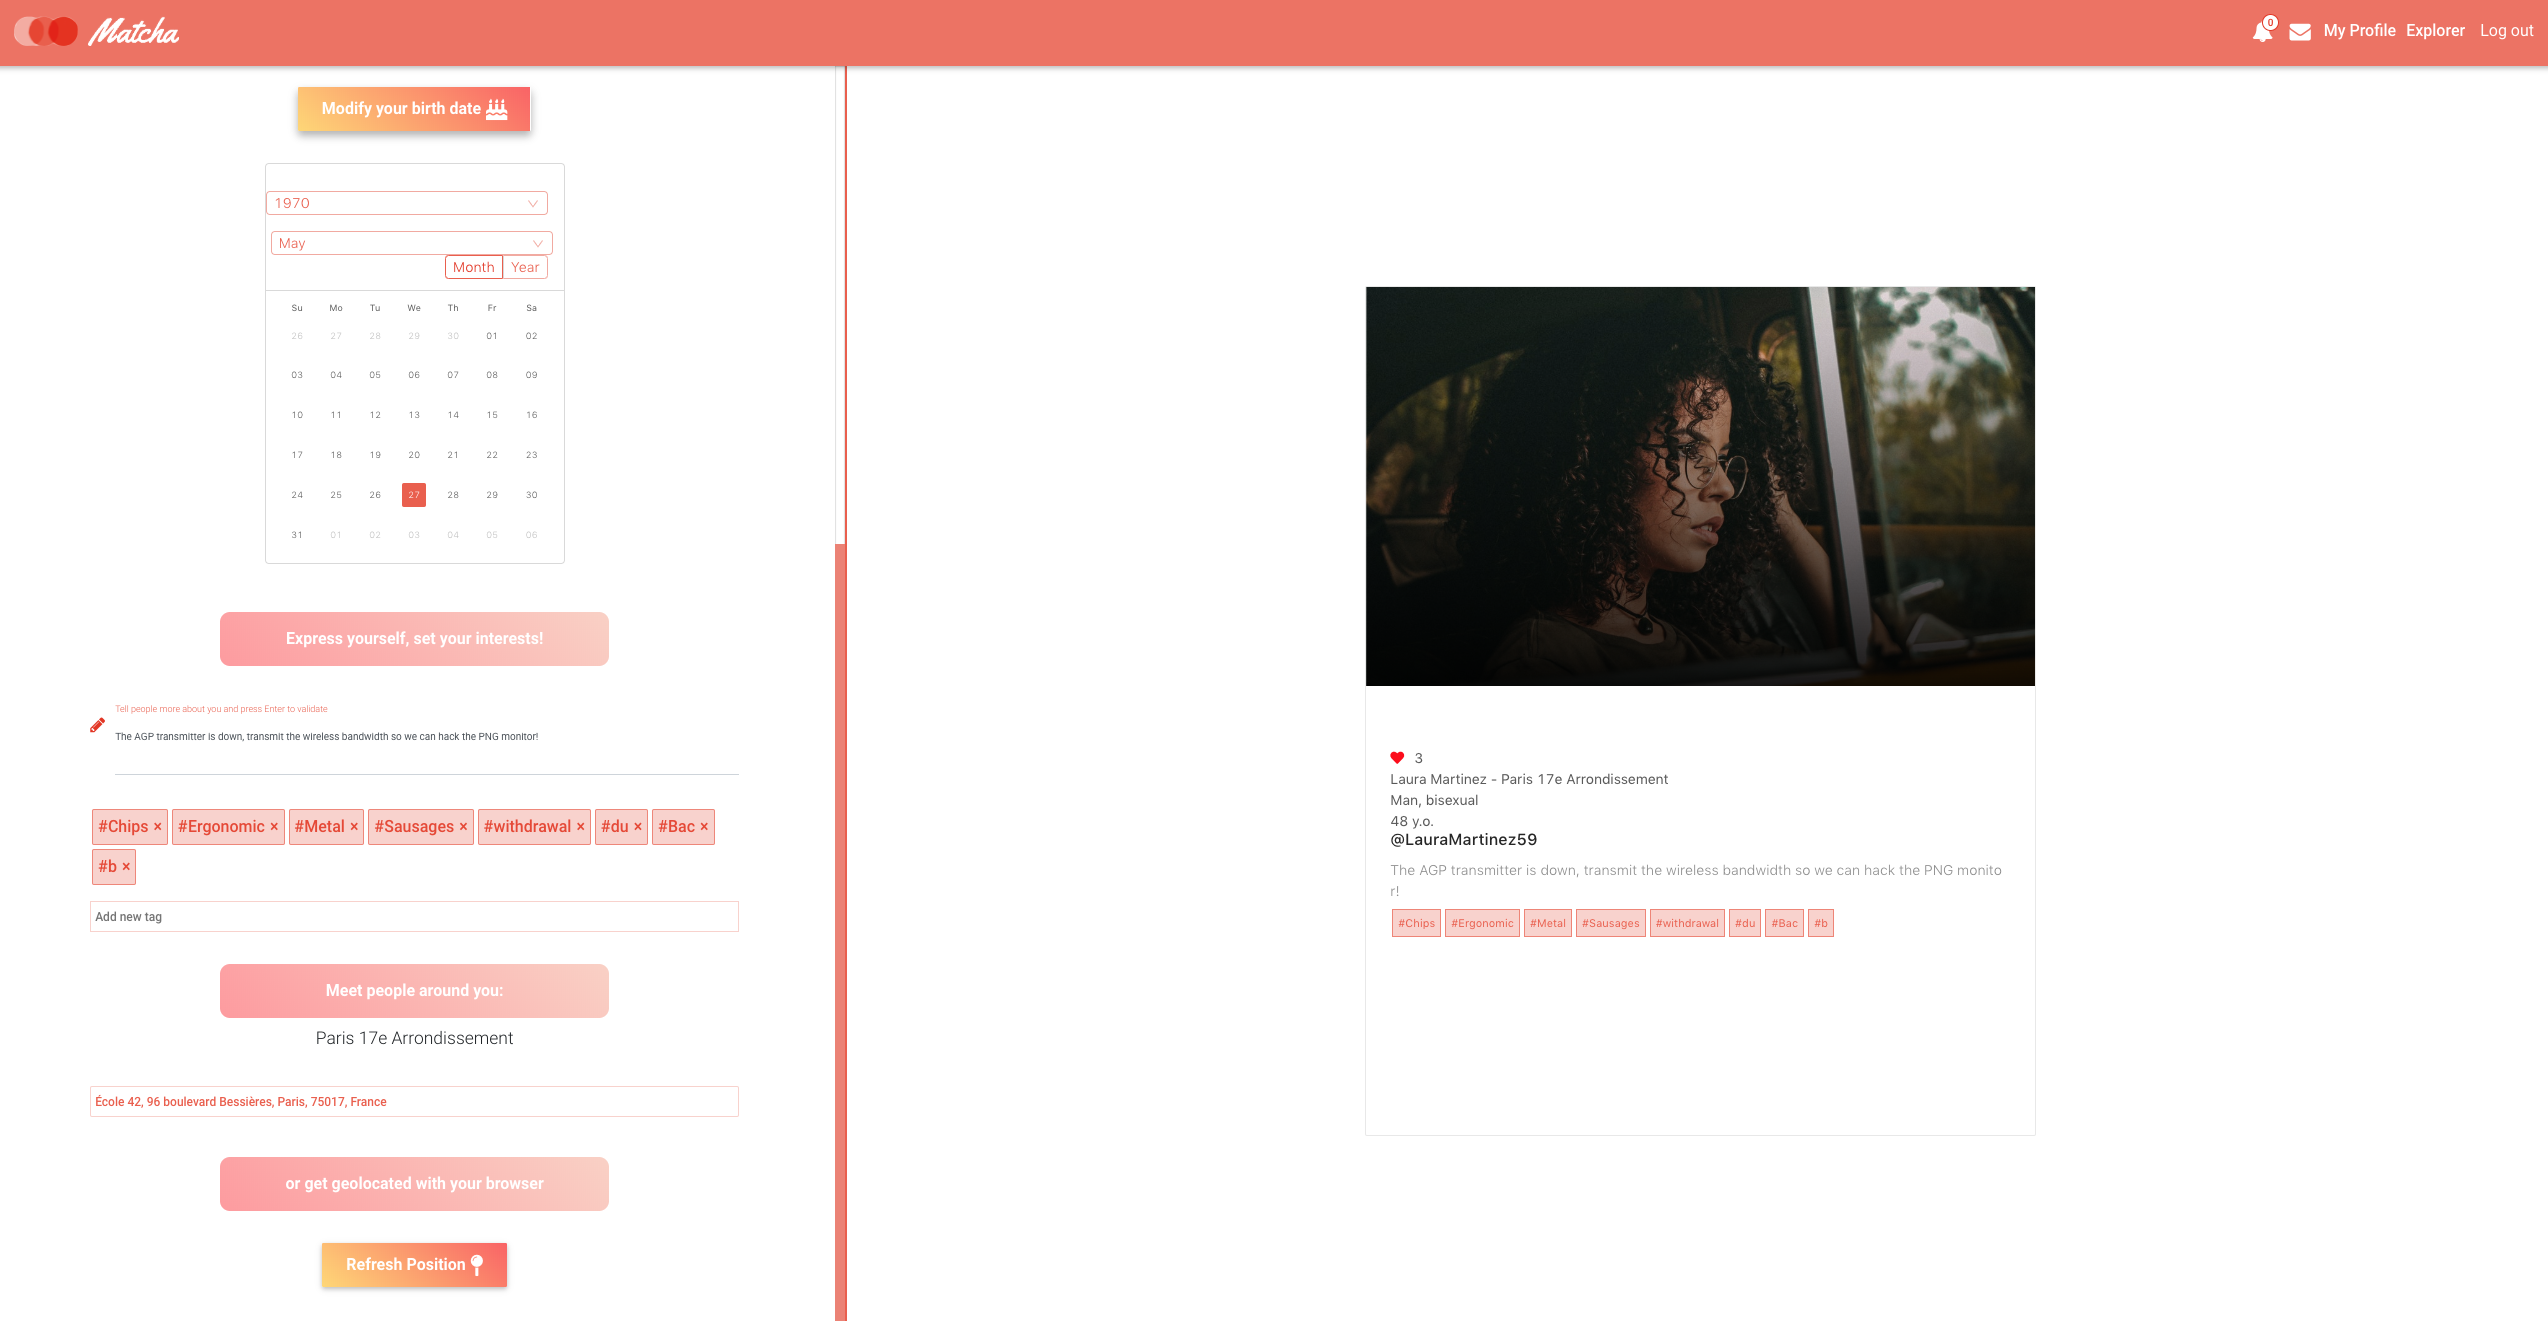 Matcha
0
My Profile Explorer Log out
Modify your birth date
1970
May
Month Year
Su Mo Tu We Th Fr Sa
26 27 28 29 30 01 02
03 04 05 06 07 08 09
10 11 12 13 14 15 16
17 18 19 20 21 22 23
24 25 26 27 28 29 30
31 01 02 03 04 05 06
Express yourself, set your interests!
Tell people more about you and press Enter to validate
The AGP transmitter is down, transmit the wireless bandwidth so we can hack the PNG monitor!
#Chips × #Ergonomic × #Metal × #Sausages × #withdrawal × #du × #Bac ×
#b ×
Add new tag
Meet people around you:
Paris 17e Arrondissement
École 42, 96 boulevard Bessières, Paris, 75017, France
or get geolocated with your browser
Refresh Position
3
Laura Martinez - Paris 17e Arrondissement
Man, bisexual
48 y.o.
@LauraMartinez59
The AGP transmitter is down, transmit the wireless bandwidth so we can hack the PNG monito
r!
#Chips #Ergonomic #Metal #Sausages #withdrawal #du #Bac #b